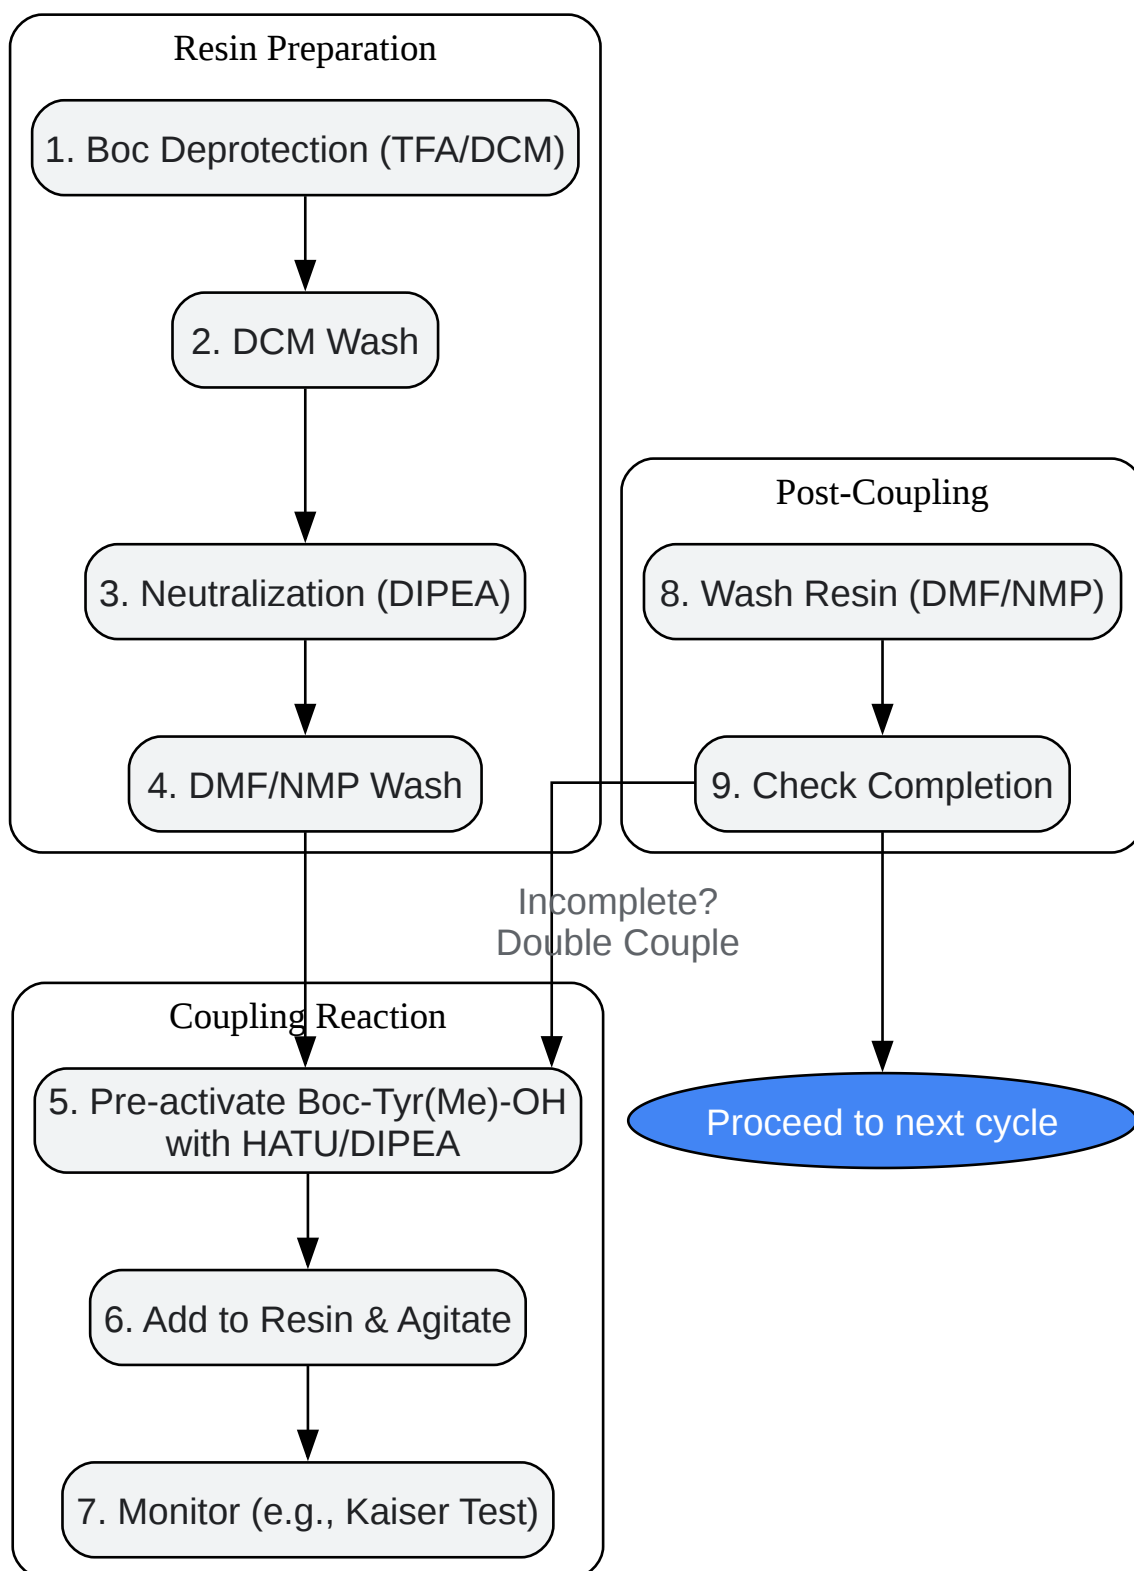 Resin Preparation
1. Boc Deprotection (TFA/DCM)
2. DCM Wash
3. Neutralization (DIPEA)
4. DMF/NMP Wash
Post-Coupling
8. Wash Resin (DMF/NMP)
9. Check Completion
Incomplete?
Double Couple
Coupling Reaction
5. Pre-activate Boc-Tyr(Me)-OH
with HATU/DIPEA
6. Add to Resin & Agitate
7. Monitor (e.g., Kaiser Test)
Proceed to next cycle